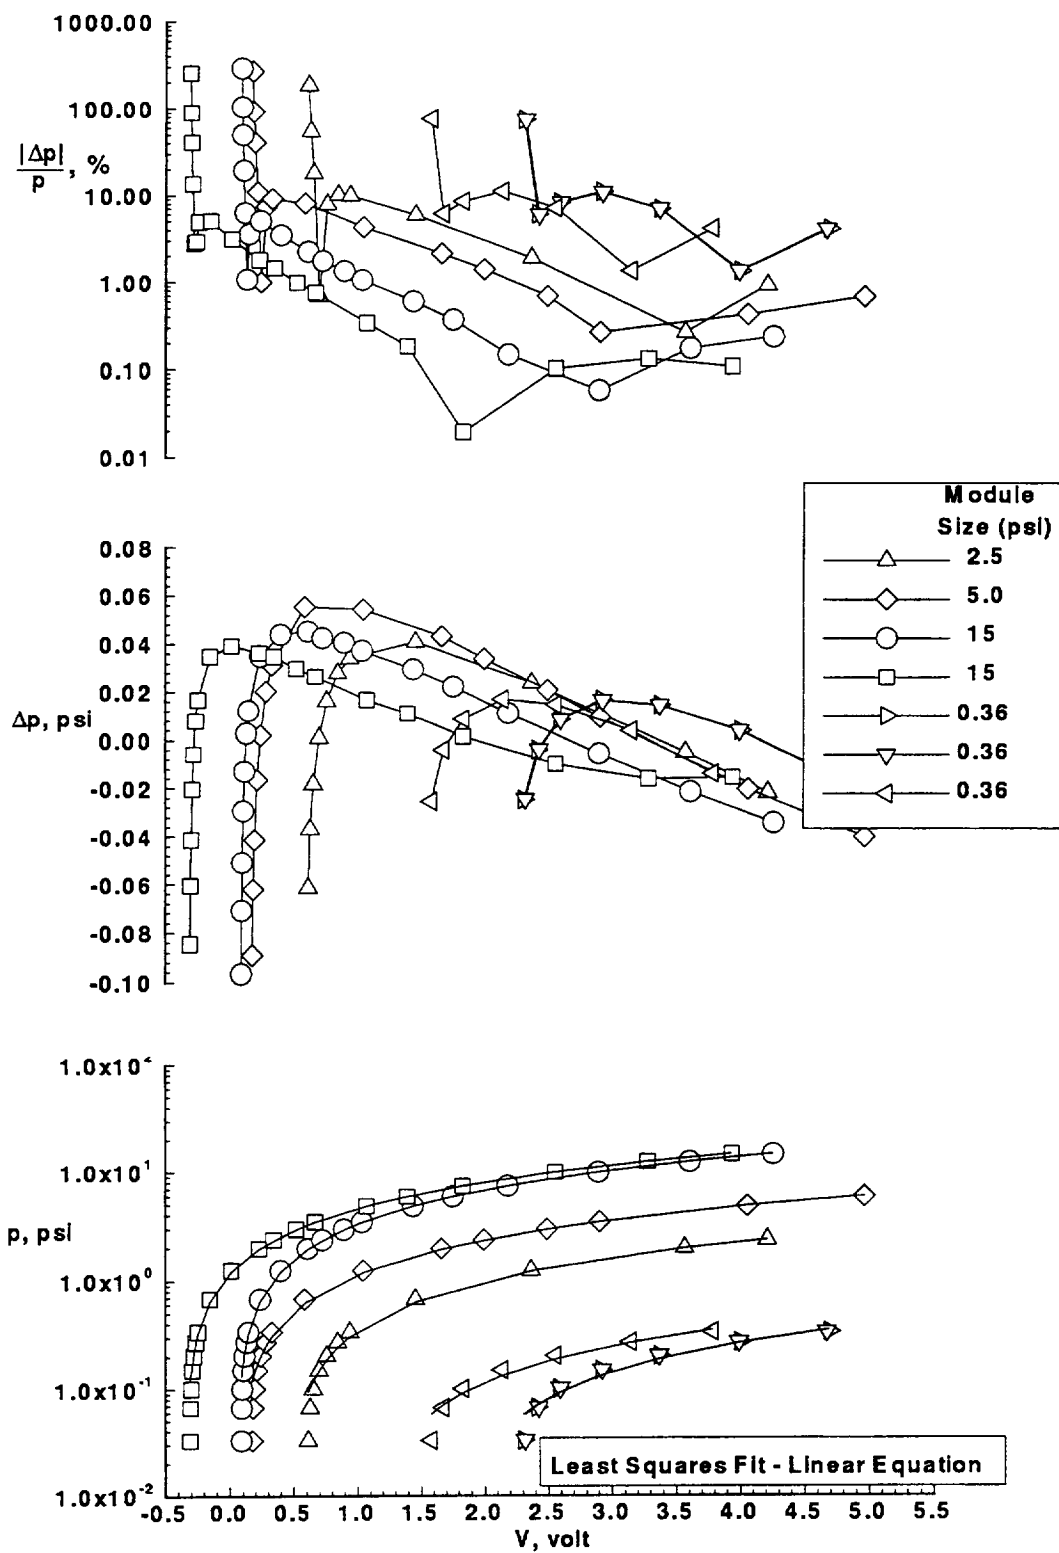 1000.00
100.00
|Δp|
p , %
10.00
1.00
0.10
0.01
Module
Size (psi)
2.5
5.0
15
15
0.36
0.36
0.36
0.08
0.06
0.04
0.02
Δp, psi
0.00
-0.02
-0.04
-0.06
-0.08
-0.10
1.0x10²
1.0x10¹
p, psi
1.0x10⁰
1.0x10⁻¹
1.0x10⁻²
Least Squares Fit - Linear Equation
-0.5 0.0 0.5 1.0 1.5 2.0 2.5 3.0 3.5 4.0 4.5 5.0 5.5
V, volt